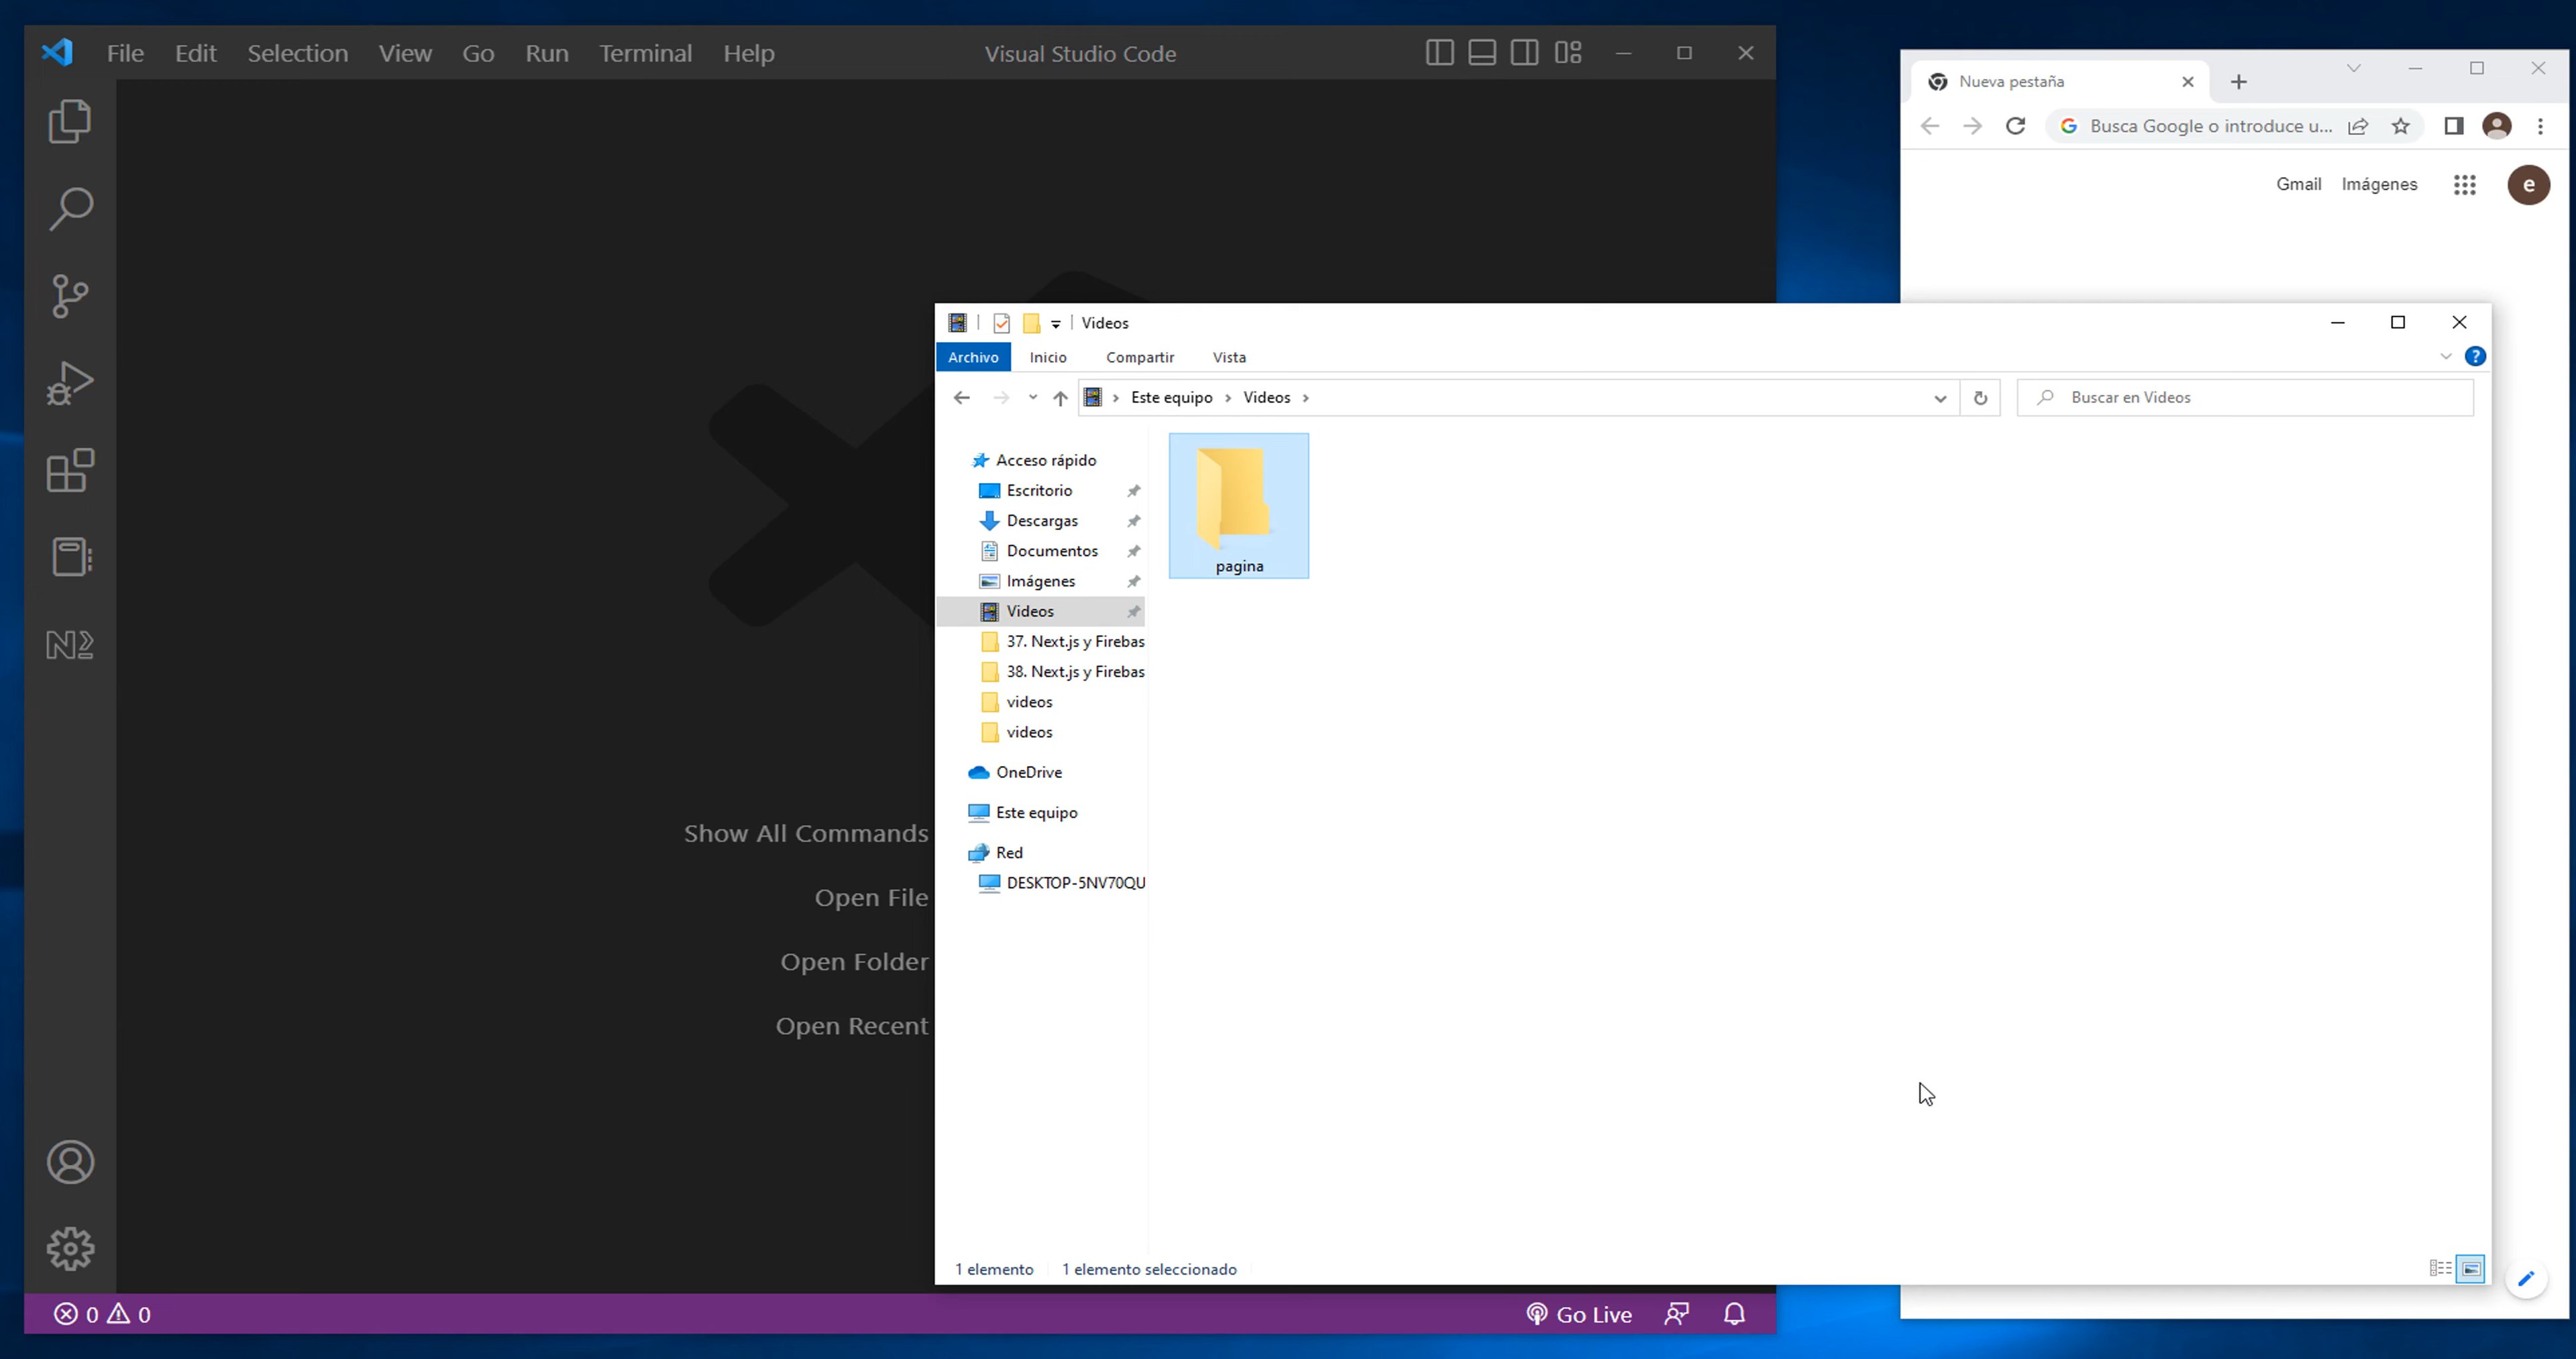 File Edit Selection View Go Run Terminal Help Visual Studio Code
Show All Commands
Open File
Open Folder
Open Recent
0 0
Go Live
Nueva pestaña
Busca Google o introduce u...
Gmail Imágenes
e
Videos
Archivo Inicio Compartir Vista
?
Este equipo Videos
Buscar en Videos
Acceso rápido
Escritorio
Descargas
Documentos
Imágenes
Videos
37. Next.js y Firebas
38. Next.js y Firebas
videos
videos
OneDrive
Este equipo
Red
DESKTOP-5NV70QU
pagina
1 elemento 1 elemento seleccionado